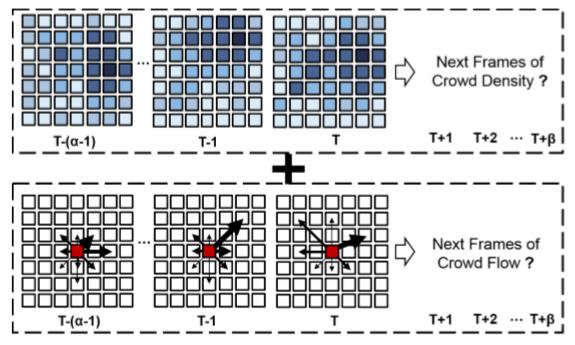 ...
Next Frames of
Crowd Density ?
T-(α-1) T-1 T T+1 T+2 ... T+β
+
...
Next Frames of
Crowd Flow ?
T-(α-1) T-1 T T+1 T+2 ... T+β